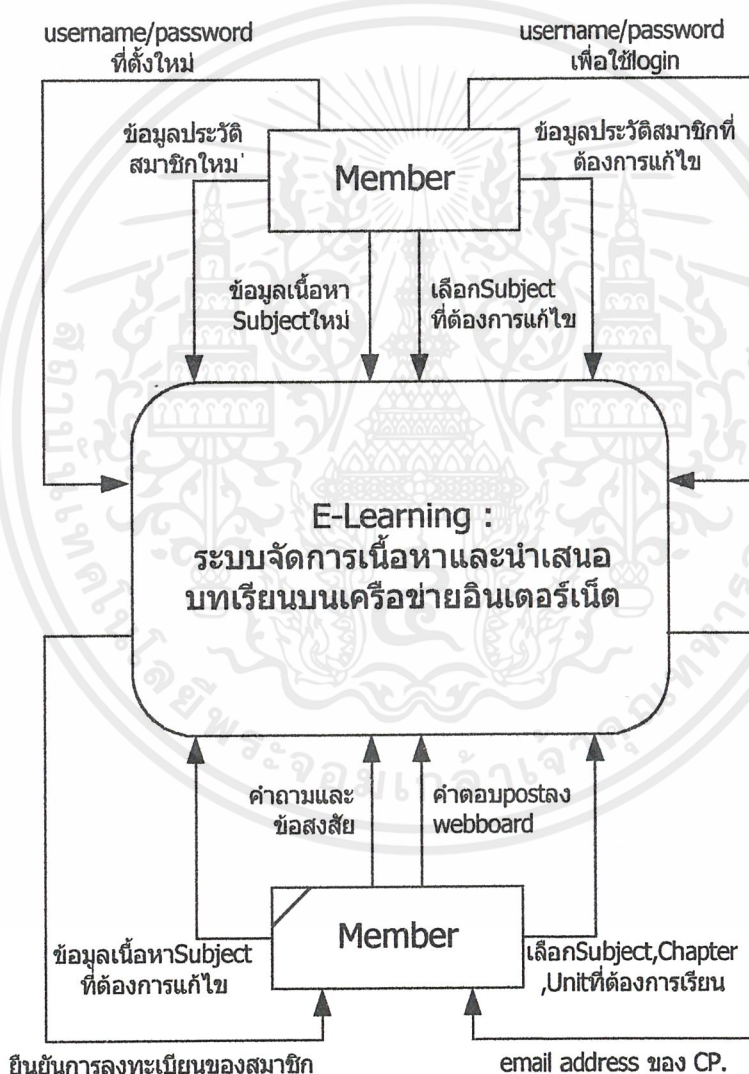 username/password
ที่ตั้งใหม่
username/password
เพื่อใช้login
ข้อมูลประวัติ
สมาชิกใหม่
Member
ข้อมูลประวัติสมาชิกที่
ต้องการแก้ไข
ข้อมูลเนื้อหา
Subjectใหม่
เลือกSubject
ที่ต้องการแก้ไข
E-Learning :
ระบบจัดการเนื้อหาและนำเสนอ
บทเรียนบนเครือข่ายอินเตอร์เน็ต
คำถามและ
ข้อสงสัย
คำตอบpostลง
webboard
Member
ข้อมูลเนื้อหาSubject
ที่ต้องการแก้ไข
เลือกSubject,Chapter
,Unitที่ต้องการเรียน
ยืนยันการลงทะเบียนของสมาชิก
email address ของ CP.